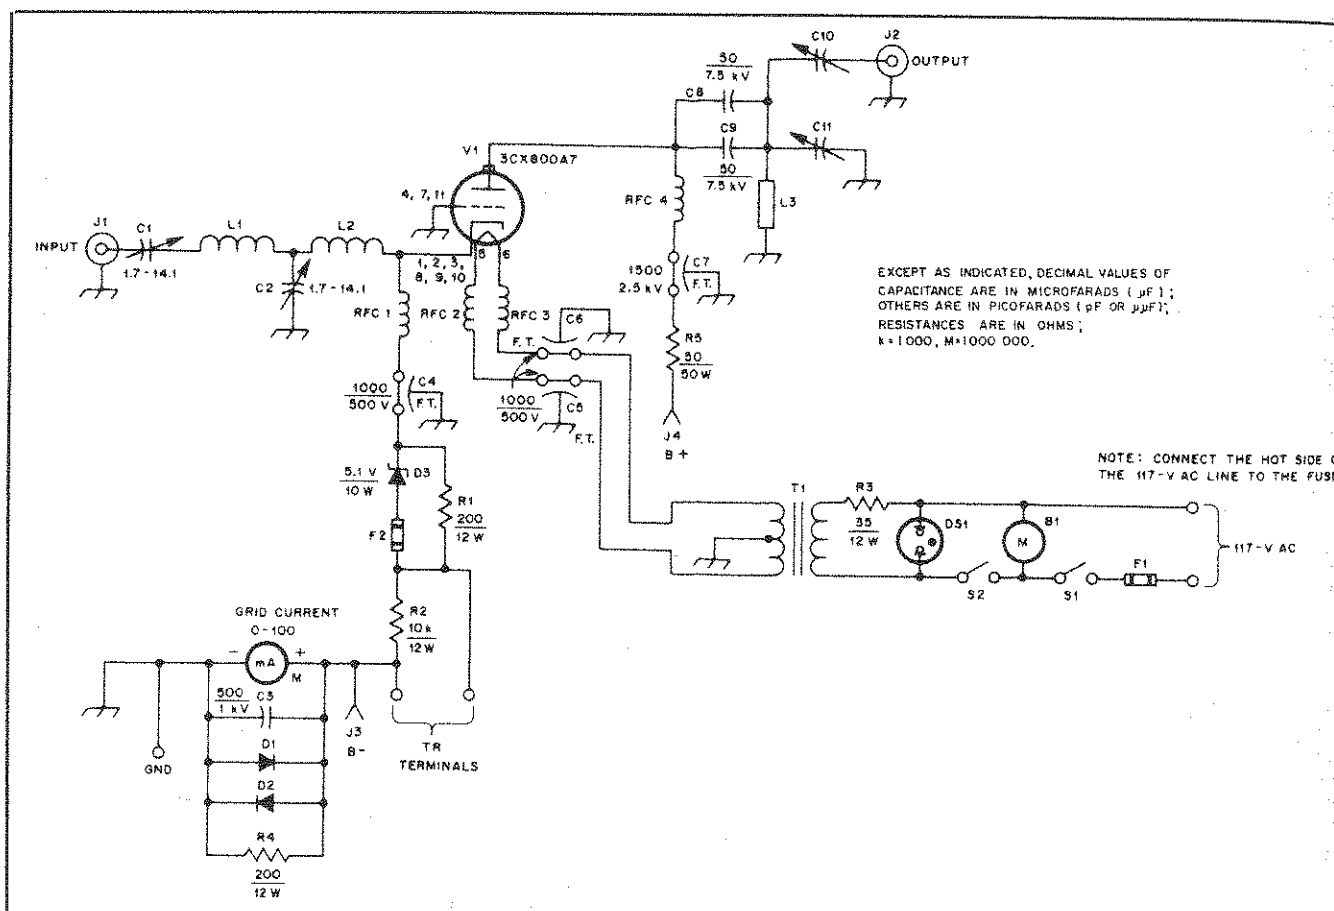 C10
J2
OUTPUT
50
7.5 kV
C8
C9
C11
50
7.5 kV
V1
3CX800A7
4, 7, 11
RFC 4
L3
J1
C1
L1
L2
INPUT
1.7-14.1
5
6
1, 2, 3,
8, 9, 10
C2
1.7-14.1
RFC 1
RFC 2
RFC 3
C6
1500
2.5 kV
C7
F.T.
EXCEPT AS INDICATED, DECIMAL VALUES OF
CAPACITANCE ARE IN MICROFARADS ( µF ) ;
OTHERS ARE IN PICOFARADS ( pF OR µµF);
RESISTANCES ARE IN OHMS ;
k=1000, M=1000 000.
F.T.
R5
50
50W
1000
500 V
C4
F.T.
1000
500 V
C5
F.T.
J4
B +
NOTE: CONNECT THE HOT SIDE
THE 117-V AC LINE TO THE
5.1 V
10 W
D3
R1
200
12 W
F2
T1
R3
35
12 W
DS1
B1
M
117-V AC
S2
S1
F1
GRID CURRENT
0-100
R2
10 k
12W
-
mA
+
M
500
1 kV
C3
J3
B-
D1
TR
TERMINALS
GND
D2
R4
200
12 W